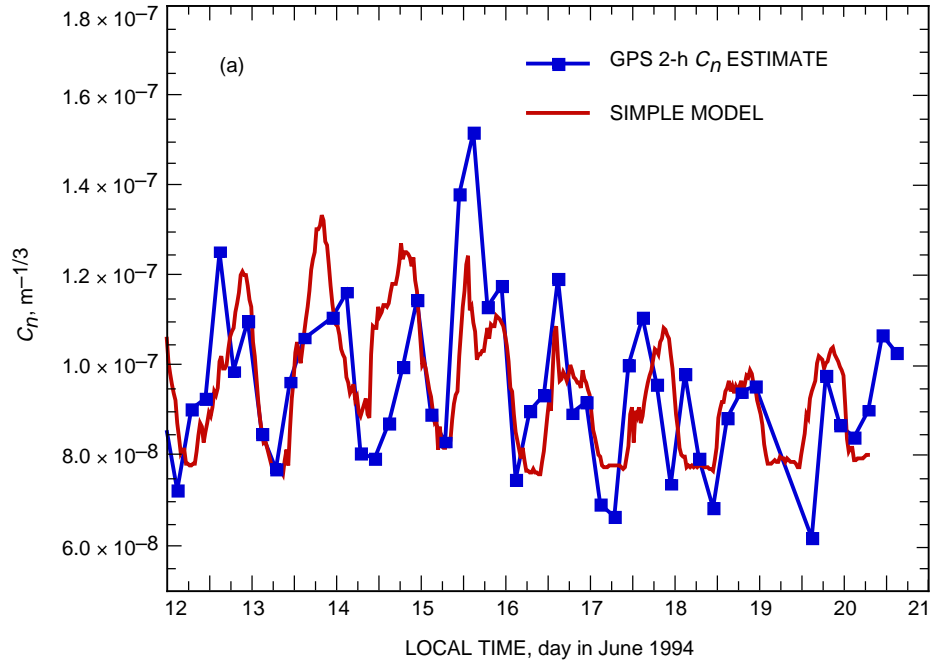 1.8 × 10–7
(a)
GPS 2-h Cn ESTIMATE
1.6 × 10–7
SIMPLE MODEL
1.4 × 10–7
1.2 × 10–7
Cn, m–1/3
1.0 × 10–7
8.0 × 10–8
6.0 × 10–8
12 13 14 15 16 17 18 19 20 21
LOCAL TIME, day in June 1994